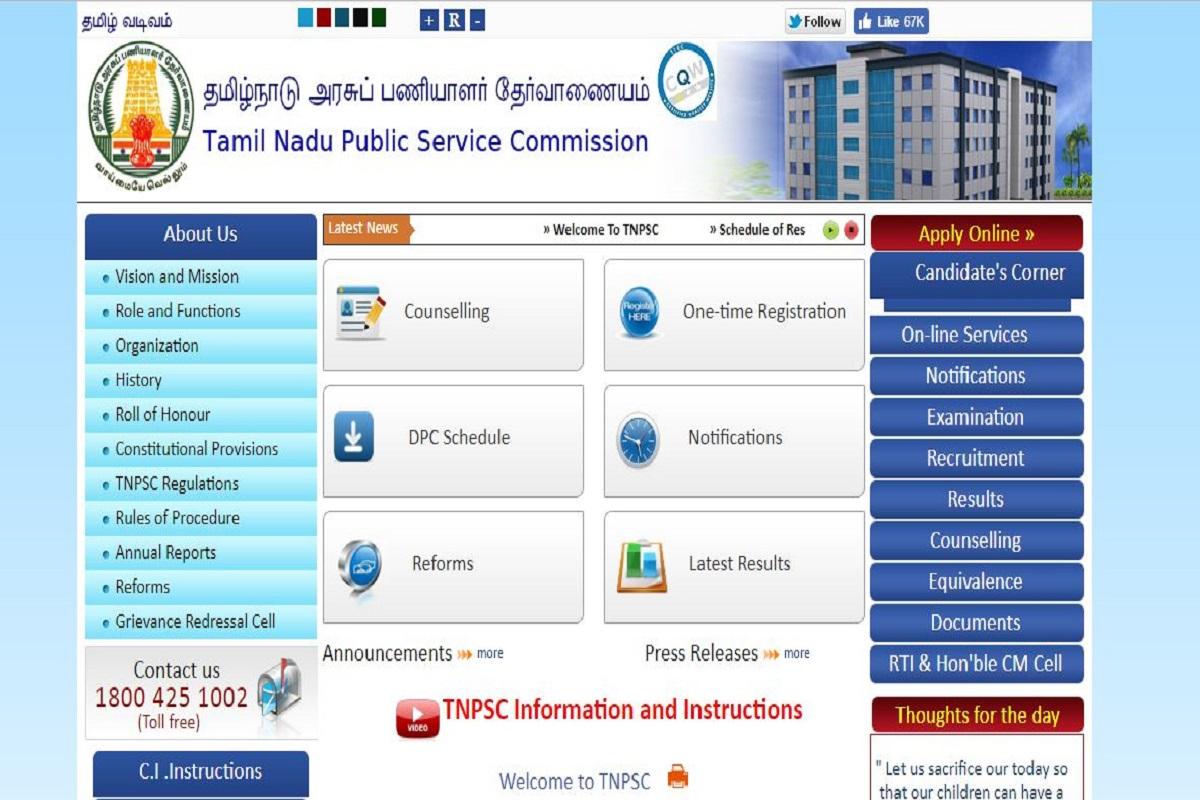 தமிழ் வடிவம்
+ R -
Follow
Like 67K
தமிழ்நாடு அரசுப் பணியாளர் தேர்வாணையம்
Tamil Nadu Public Service Commission
CQW
வாய்மையே வெல்லும்
About Us
Vision and Mission
Role and Functions
Organization
History
Roll of Honour
Constitutional Provisions
TNPSC Regulations
Rules of Procedure
Annual Reports
Reforms
Grievance Redressal Cell
Contact us
1800 425 1002
(Toll free)
C.I .Instructions
Latest News
» Welcome To TNPSC
» Schedule of Res
Counselling
Register HERE
One-time Registration
DPC Schedule
Notifications
Reforms
Latest Results
Announcements more
Press Releases more
VIDEO
TNPSC Information and Instructions
Welcome to TNPSC
Apply Online »
Candidate's Corner
On-line Services
Notifications
Examination
Recruitment
Results
Counselling
Equivalence
Documents
RTI & Hon'ble CM Cell
Thoughts for the day
" Let us sacrifice our today so
that our children can have a